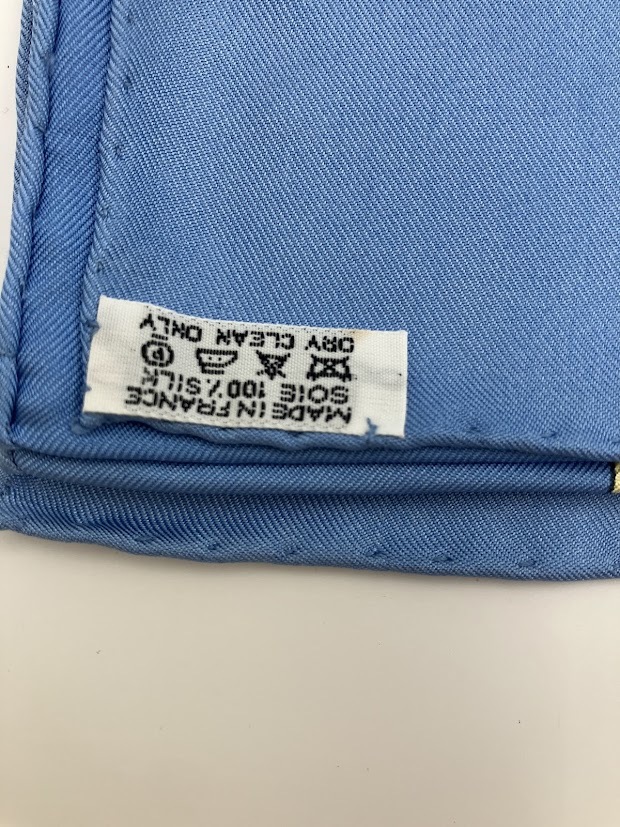 MADE IN FRANCE
SOIE 100% SILK
DRY CLEAN ONLY